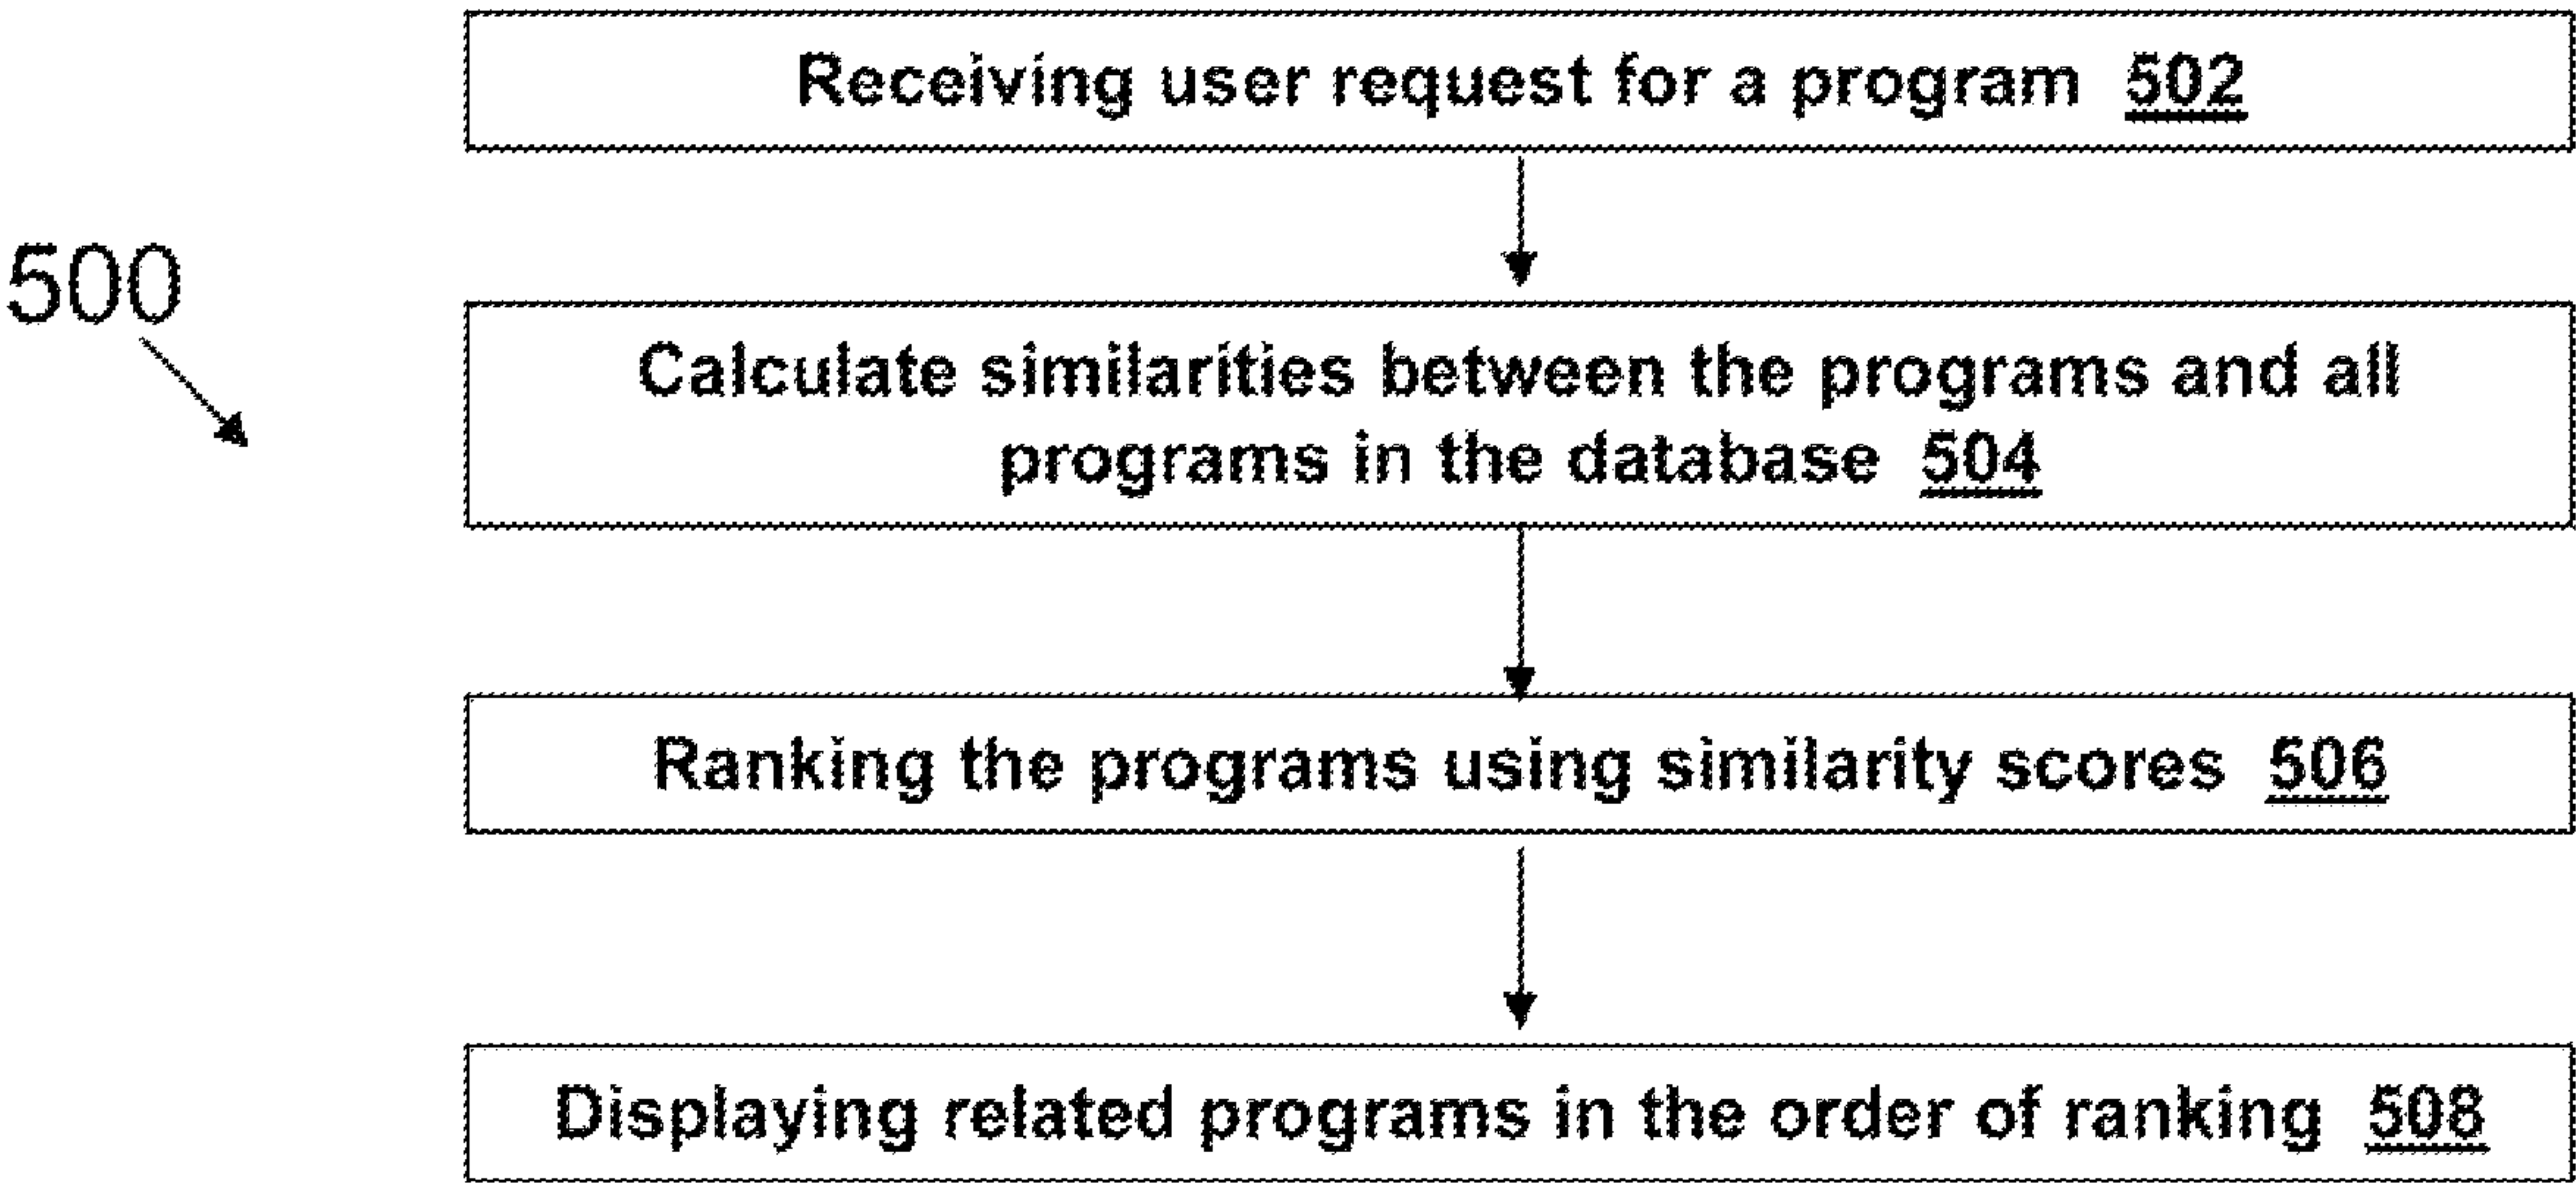 Receiving user request for a program 502
500
Calculate similarities between the programs and all
programs in the database 504
Ranking the programs using similarity scores 506
Displaying related programs in the order of ranking 508